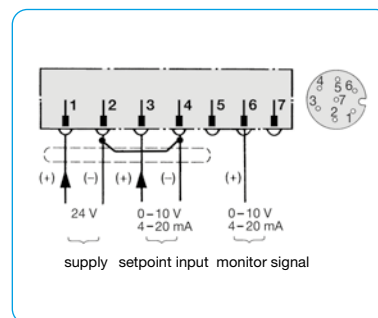 1 2 3 4 5 6 7
4 5 6
3 7
2 1
(+) (–) (+) (–) (+)
24 V 0–10 V 0–10 V
4–20 mA 4–20 mA
supply setpoint input monitor signal